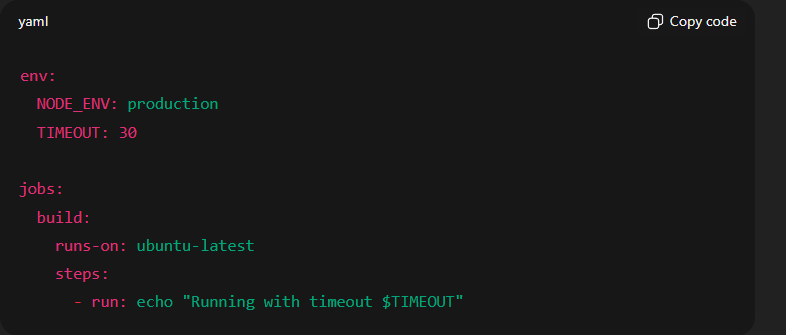 yaml
Copy code
env:
  NODE_ENV: production
  TIMEOUT: 30
jobs:
  build:
    runs-on: ubuntu-latest
    steps:
      - run: echo "Running with timeout $TIMEOUT"